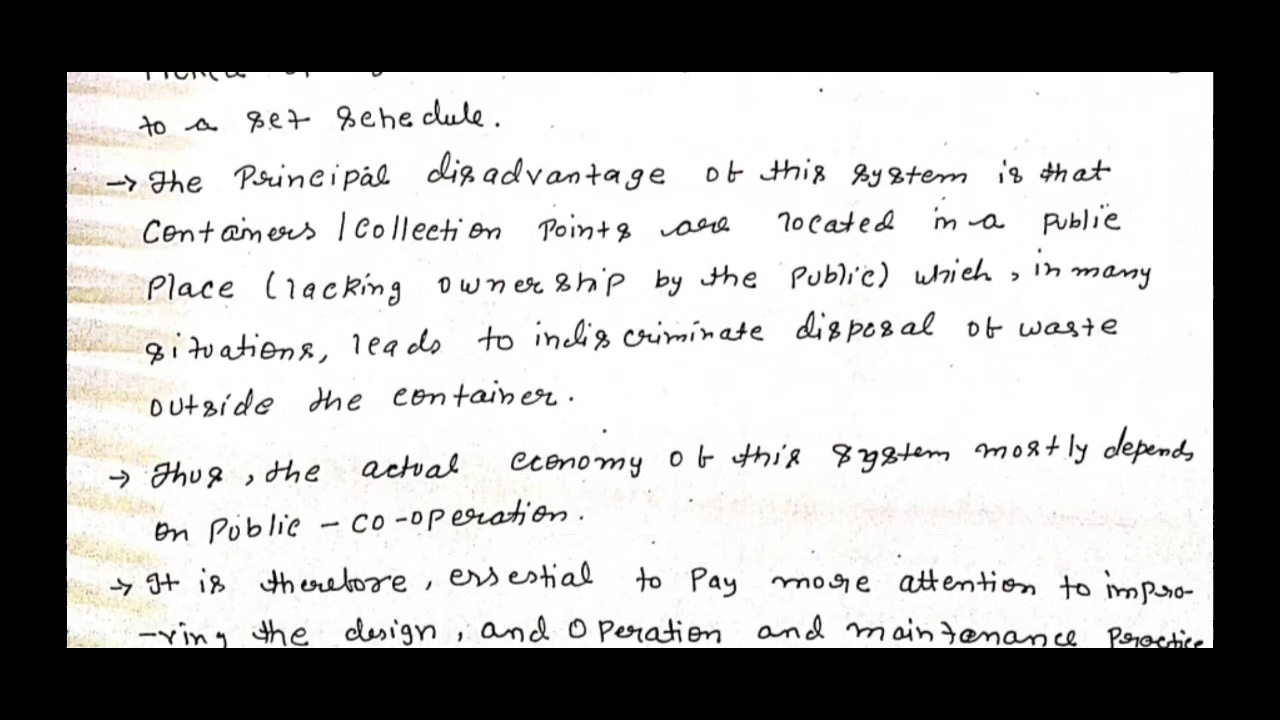 to a set schedule.
→ The Principal disadvantage of this system is that
Containers / Collection Points are located in a public
Place (lacking ownership by the public) which, in many
situations, leads to indiscriminate disposal of waste
outside the container.
→ Thus, the actual economy of this system mostly depends
on Public - co-operation.
→ It is therefore, essestial to Pay more attention to impro-
-ving the design, and Operation and maintenance Practice